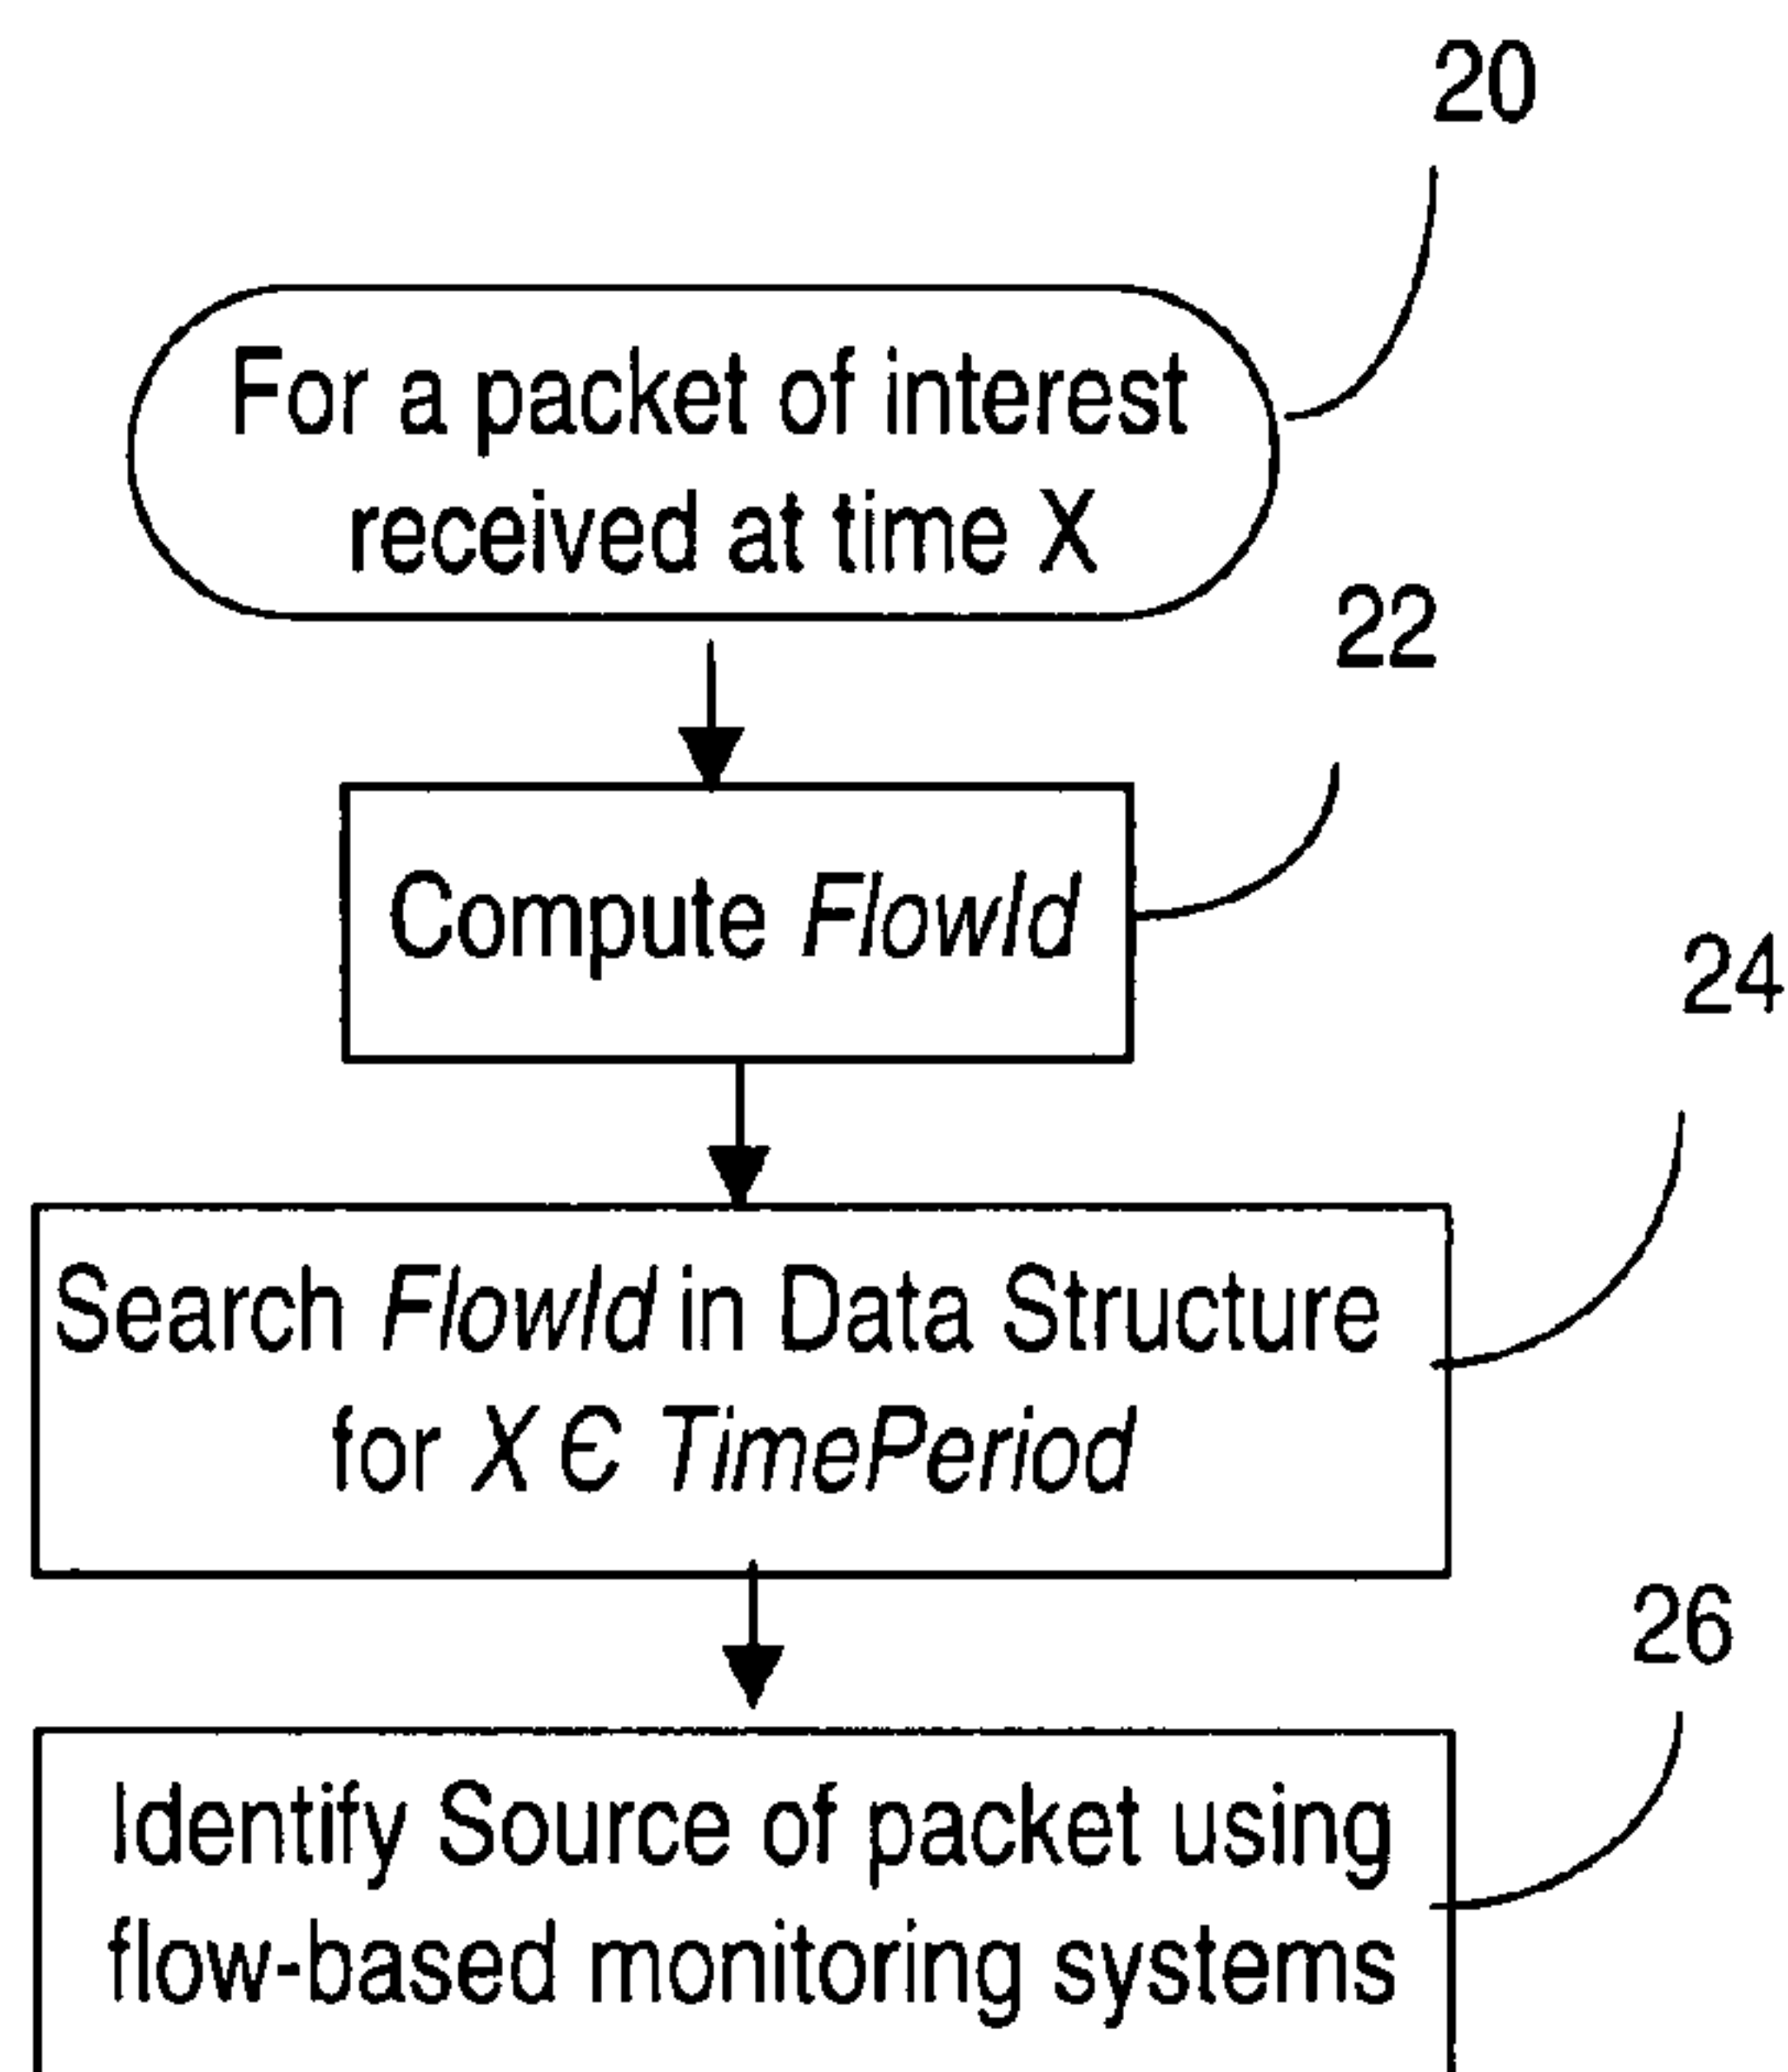 20
For a packet of interest
received at time X
22
Compute FlowId
24
Search FlowId in Data Structure
for X Є TimePeriod
26
Identify Source of packet using
flow-based monitoring systems